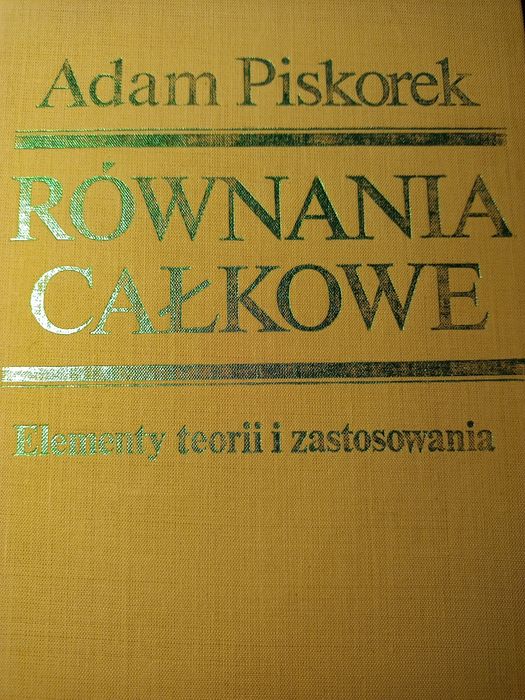 Adam Piskorek
RÓWNANIA
CAŁKOWE
Elementy teorii i zastosowania